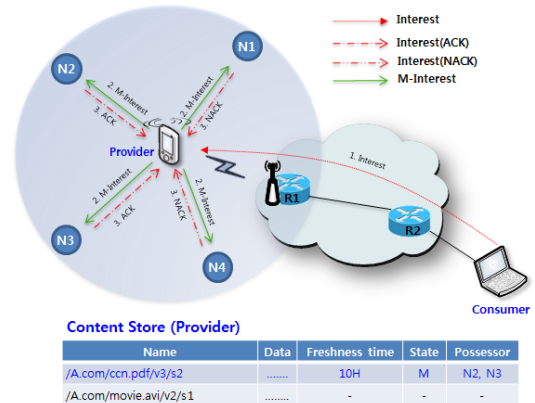 Interest
Interest(ACK)
Interest(NACK)
M-Interest
N1
N2
2. M-Interest
3. ACK
2. M-Interest
3. NACK
Provider
1. Interest
2. M-Interest
3. ACK
2. M-Interest
3. NACK
R1
R2
N3
N4
Consumer
Content Store (Provider)
Name Data Freshness time State Possessor
/A.com/ccn.pdf/v3/s2 ....... 10H M N2, N3
/A.com/movie.avi/v2/s1 ........ - - -